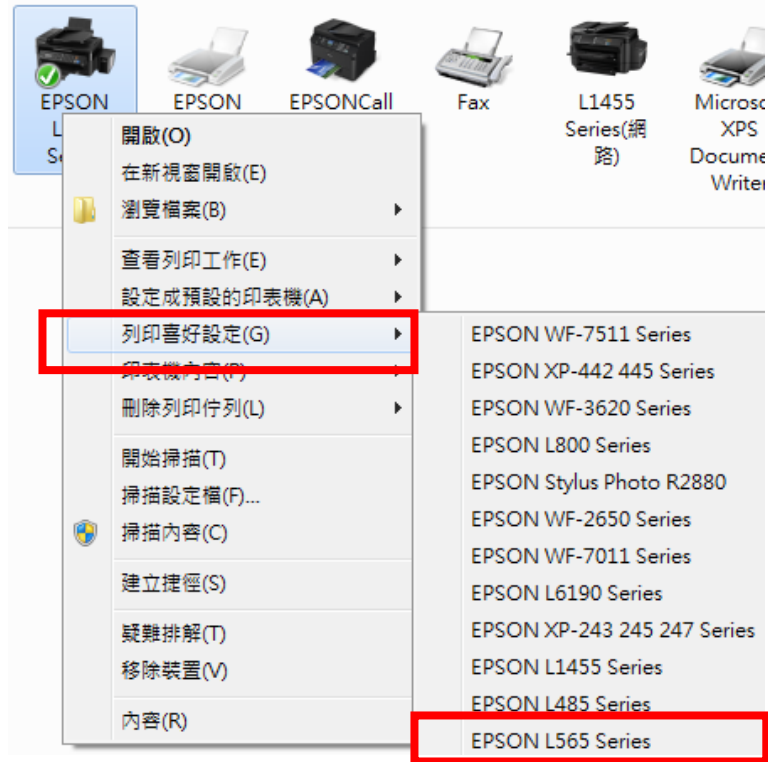 EPSON
EPSON
EPSONCall
Fax
L1455
Series(網
路)
Microso
XPS
Docume
Writer
開啟(O)
在新視窗開啟(E)
瀏覽檔案(B)
查看列印工作(E)
設定成預設的印表機(A)
列印喜好設定(G)
印表機內容(P)
刪除列印佇列(L)
開始掃描(T)
掃描設定檔(F)...
掃描內容(C)
建立捷徑(S)
疑難排解(T)
移除裝置(V)
內容(R)
EPSON WF-7511 Series
EPSON XP-442 445 Series
EPSON WF-3620 Series
EPSON L800 Series
EPSON Stylus Photo R2880
EPSON WF-2650 Series
EPSON WF-7011 Series
EPSON L6190 Series
EPSON XP-243 245 247 Series
EPSON L1455 Series
EPSON L485 Series
EPSON L565 Series